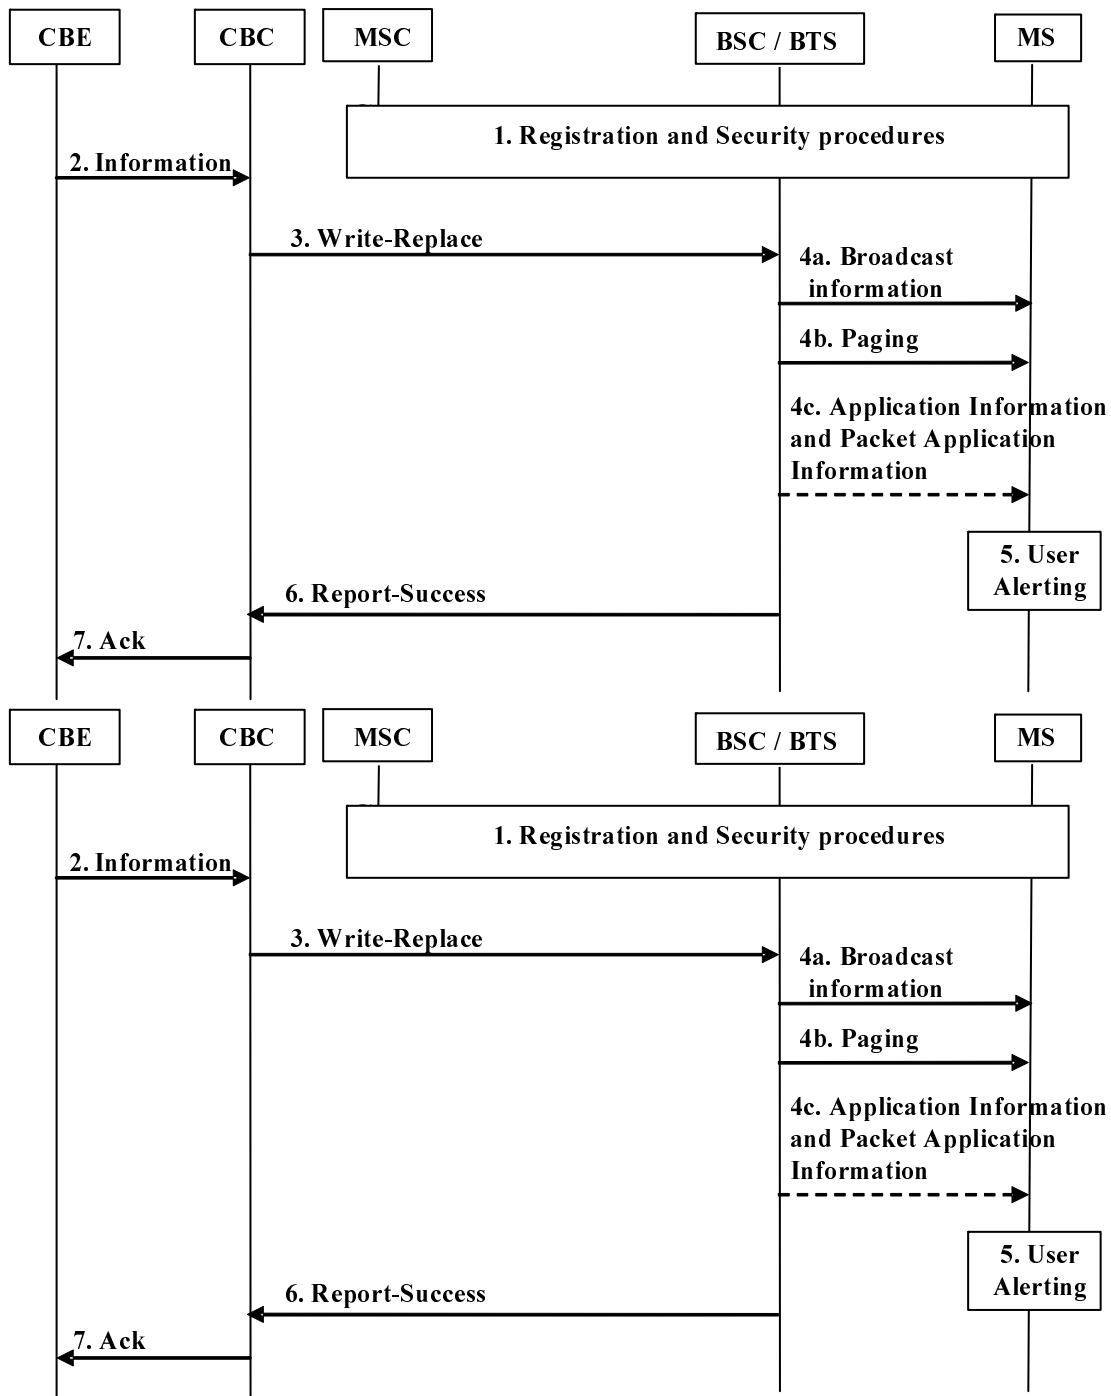 CBE
CBC
MSC
BSC / BTS
MS
1. Registration and Security procedures
2. Information
3. Write-Replace
4a. Broadcast
information
4b. Paging
4c. Application Information
and Packet Application
Information
5. User
Alerting
6. Report-Success
7. Ack
CBE
CBC
MSC
BSC / BTS
MS
1. Registration and Security procedures
2. Information
3. Write-Replace
4a. Broadcast
information
4b. Paging
4c. Application Information
and Packet Application
Information
5. User
Alerting
6. Report-Success
7. Ack